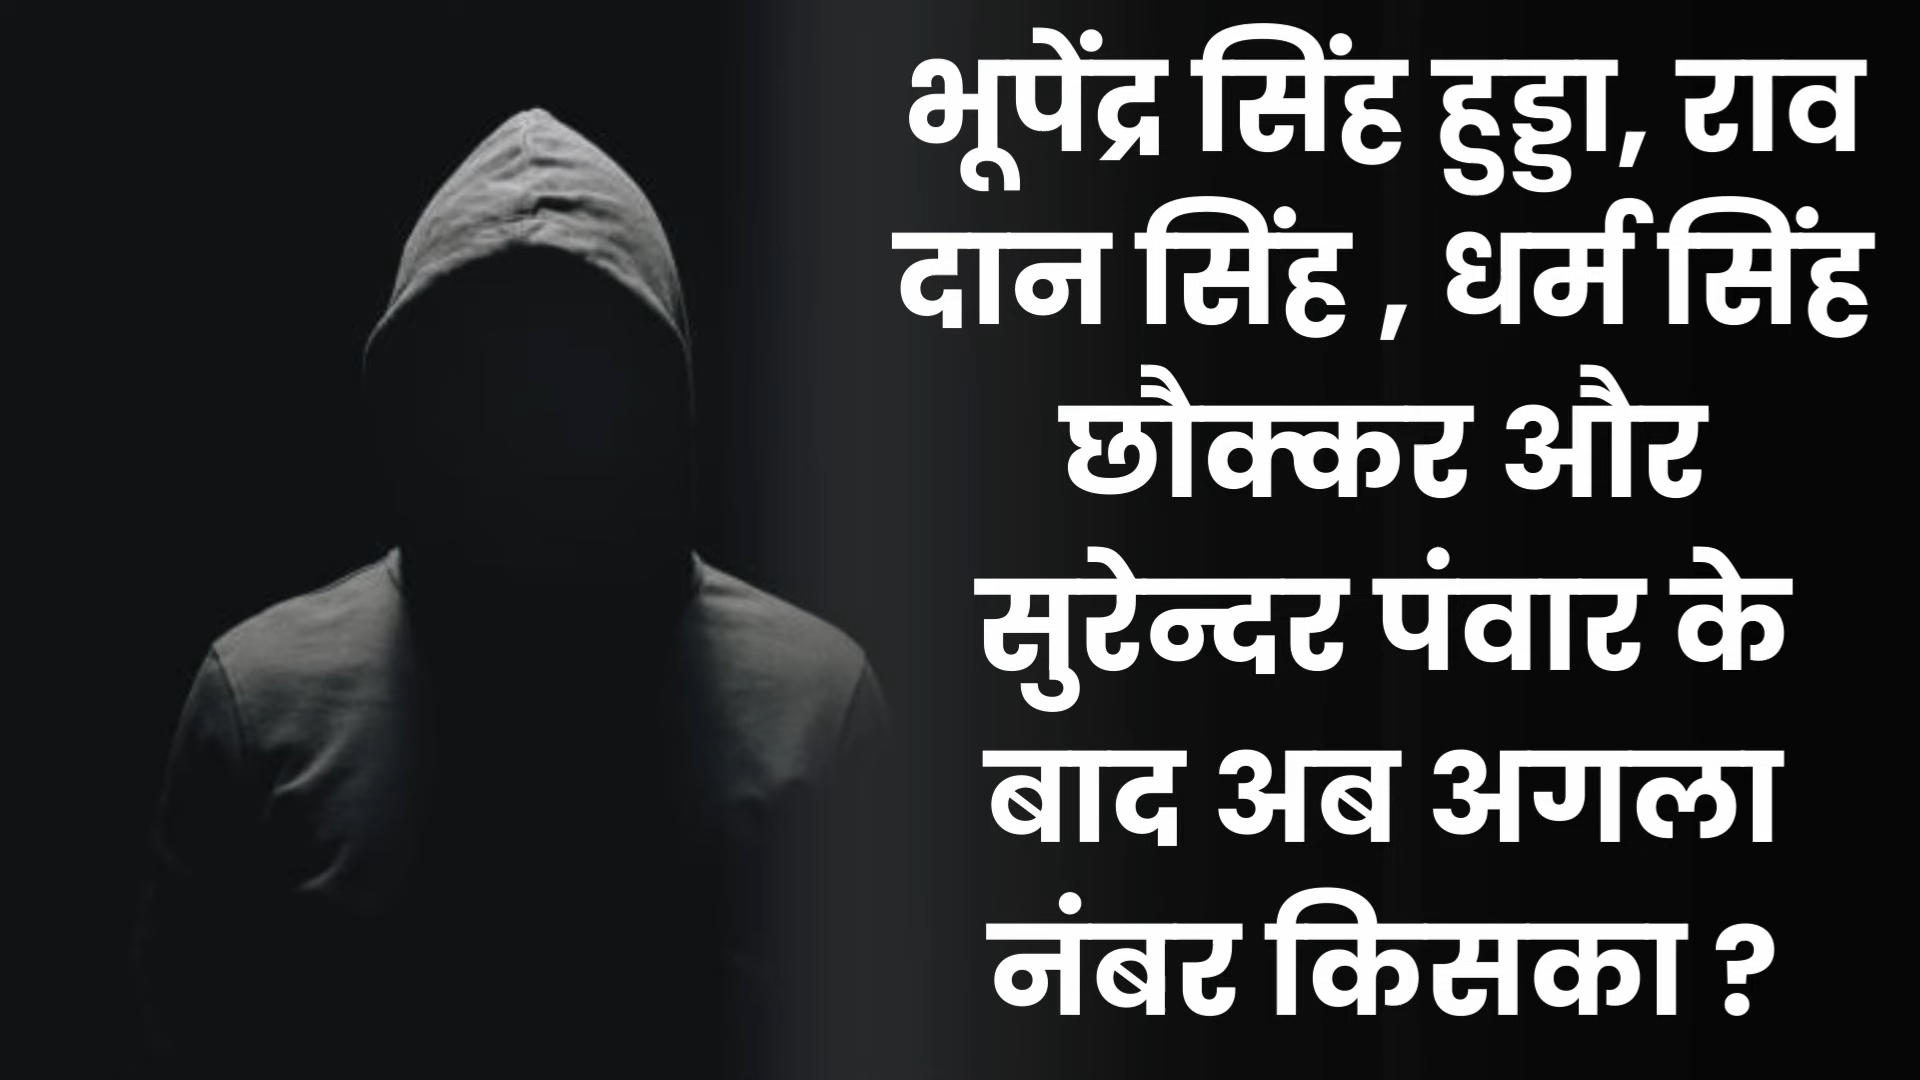 भूपेंद्र सिंह हुड्डा, राव
दान सिंह , धर्म सिंह
छौक्कर और
सुरेन्दर पंवार के
बाद अब अगला
नंबर किसका ?